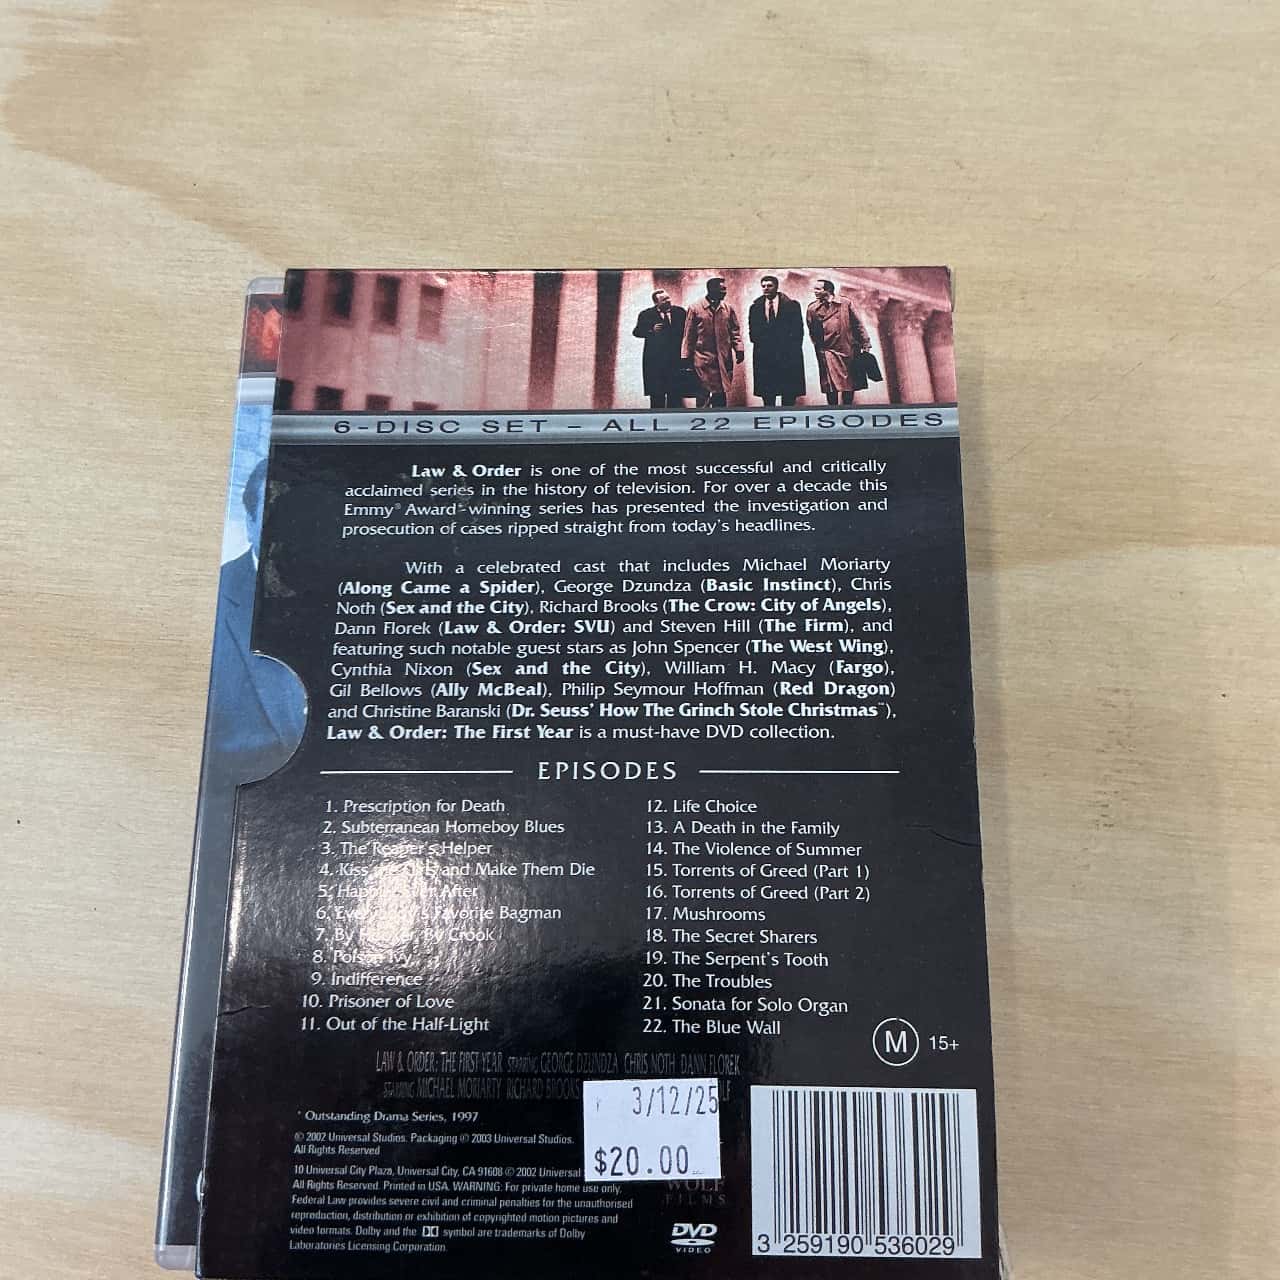 6-DISC SET – ALL 22 EPISODES
Law & Order is one of the most successful and critically
acclaimed series in the history of television. For over a decade this
Emmy® Award*-winning series has presented the investigation and
prosecution of cases ripped straight from today's headlines.
With a celebrated cast that includes Michael Moriarty
(Along Came a Spider), George Dzundza (Basic Instinct), Chris
Noth (Sex and the City), Richard Brooks (The Crow: City of Angels),
Dann Florek (Law & Order: SVU) and Steven Hill (The Firm), and
featuring such notable guest stars as John Spencer (The West Wing),
Cynthia Nixon (Sex and the City), William H. Macy (Fargo),
Gil Bellows (Ally McBeal), Philip Seymour Hoffman (Red Dragon)
and Christine Baranski (Dr. Seuss' How The Grinch Stole Christmas™),
Law & Order: The First Year is a must-have DVD collection.
EPISODES
1. Prescription for Death
2. Subterranean Homeboy Blues
3. The Reaper's Helper
4. Kiss the Girls and Make Them Die
5. Happily Ever After
6. Everybody's Favorite Bagman
7. By Hooker, By Crook
8. Poison Ivy
9. Indifference
10. Prisoner of Love
11. Out of the Half-Light
12. Life Choice
13. A Death in the Family
14. The Violence of Summer
15. Torrents of Greed (Part 1)
16. Torrents of Greed (Part 2)
17. Mushrooms
18. The Secret Sharers
19. The Serpent's Tooth
20. The Troubles
21. Sonata for Solo Organ
22. The Blue Wall
M 15+
LAW & ORDER: THE FIRST YEAR STARRING GEORGE DZUNDZA CHRIS NOTH DANN FLOREK
STARRING MICHAEL MORIARTY RICHARD BROOKS
3/12/25
$20.00
* Outstanding Drama Series, 1997
© 2002 Universal Studios. Packaging © 2003 Universal Studios.
All Rights Reserved
10 Universal City Plaza, Universal City, CA 91608 © 2002 Universal
All Rights Reserved. Printed in USA. WARNING: For private home use only.
Federal Law provides severe civil and criminal penalties for the unauthorised
reproduction, distribution or exhibition of copyrighted motion pictures and
video formats. Dolby and the symbol are trademarks of Dolby
Laboratories Licensing Corporation.
WOLF
FILMS
DVD
VIDEO
3 259190 536029